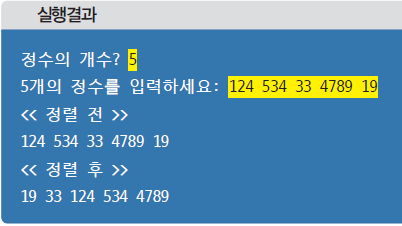 실행결과
정수의 개수? 5
5개의 정수를 입력하세요: 124 534 33 4789 19
<< 정렬 전 >>
124 534 33 4789 19
<< 정렬 후 >>
19 33 124 534 4789